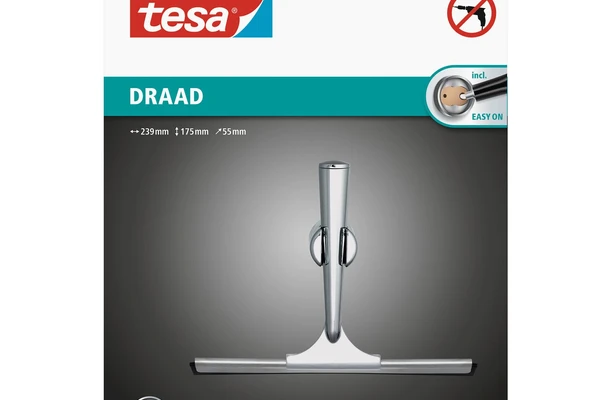 tesa
incl.
DRAAD
EASY ON
↔ 239mm ↕ 175mm ↗ 55mm